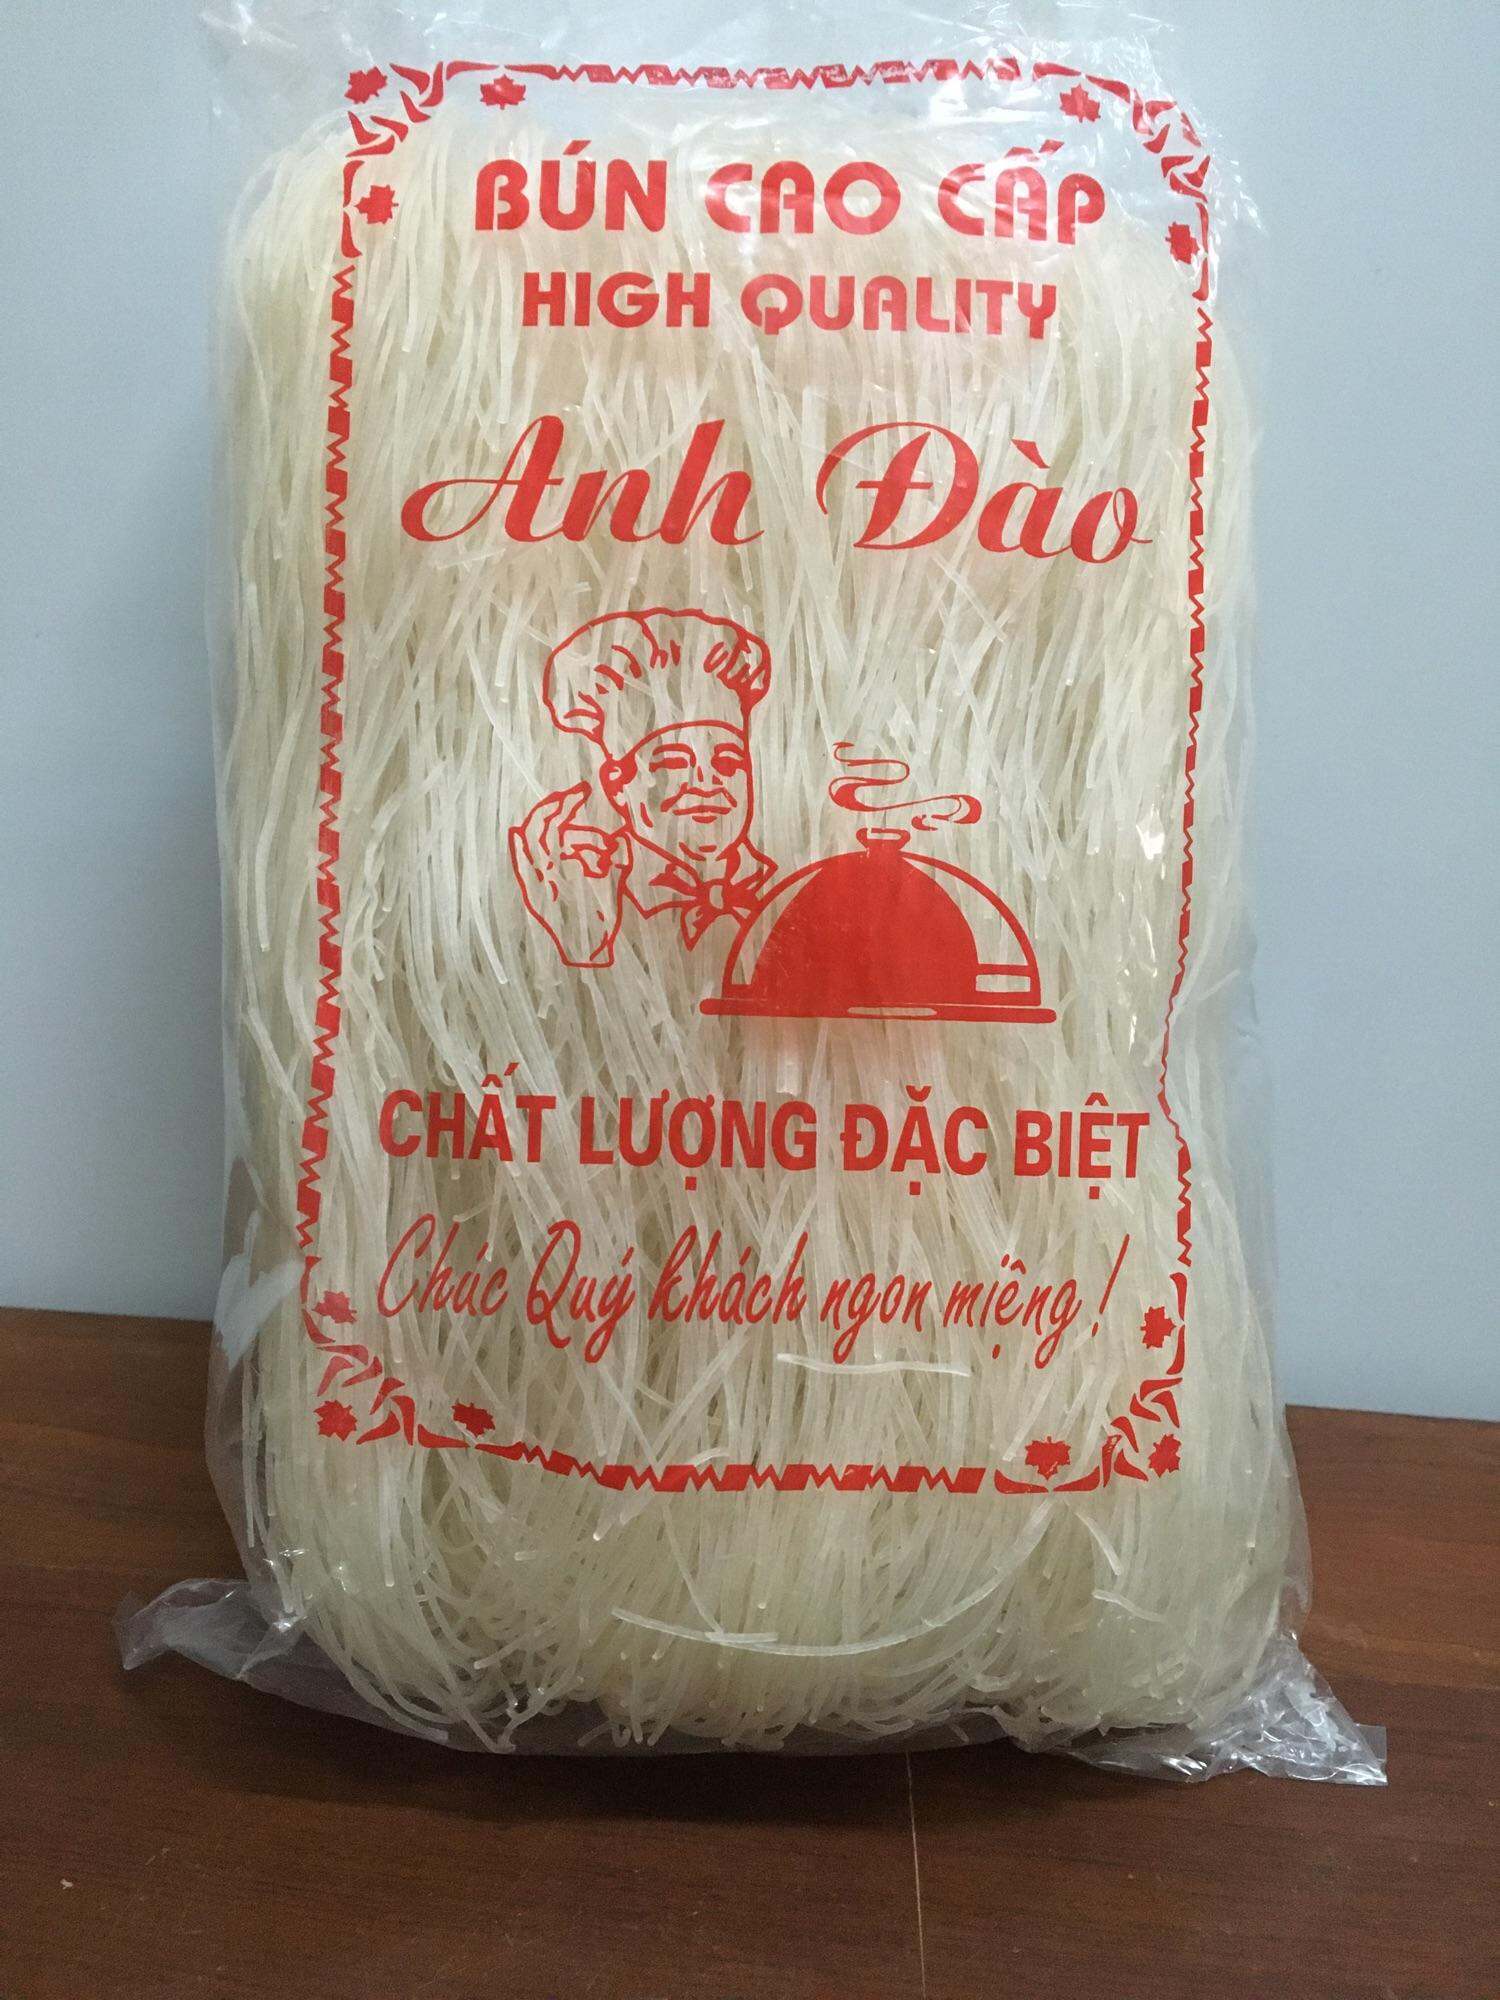 BÚN CAO CẤP
HIGH QUALITY
Anh Đào
CHẤT LƯỢNG ĐẶC BIỆT
Chúc Quý khách ngon miệng!